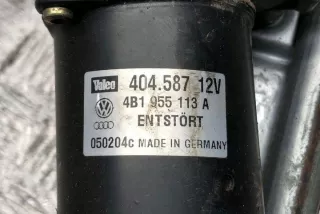 Valeo 404.587 12V
4B1 955 113 A
ENTSTÖRT
050204c MADE IN GERMANY